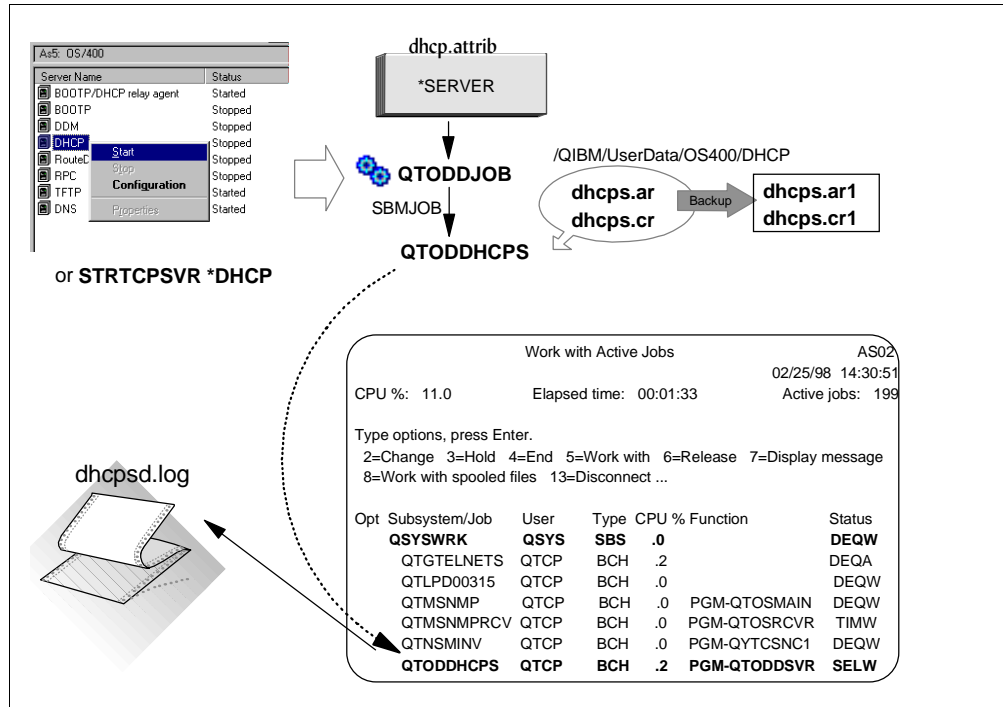 As5: OS/400
Server Name Status
BOOTP/DHCP relay agent Started
BOOTP Stopped
DDM Stopped
DHCP Stopped
RouteD Stopped
RPC Stopped
TFTP Started
DNS Started
Start
Stop
Configuration
Properties
or STRTCPSVR *DHCP
dhcp.attrib
*SERVER
QTODDJOB
SBMJOB
QTODDHCPS
/QIBM/UserData/OS400/DHCP
dhcps.ar
dhcps.cr
Backup
dhcps.ar1
dhcps.cr1
Work with Active Jobs AS02
02/25/98 14:30:51
CPU %: 11.0 Elapsed time: 00:01:33 Active jobs: 199
Type options, press Enter.
2=Change 3=Hold 4=End 5=Work with 6=Release 7=Display message
8=Work with spooled files 13=Disconnect ...
Opt Subsystem/Job User Type CPU % Function Status
QSYSWRK QSYS SBS .0 DEQW
QTGTELNETS QTCP BCH .2 DEQA
QTLPD00315 QTCP BCH .0 DEQW
QTMSNMP QTCP BCH .0 PGM-QTOSMAIN DEQW
QTMSNMPRCV QTCP BCH .0 PGM-QTOSRCVR TIMW
QTNSMINV QTCP BCH .0 PGM-QYTCSNC1 DEQW
QTODDHCPS QTCP BCH .2 PGM-QTODDSVR SELW
dhcpsd.log